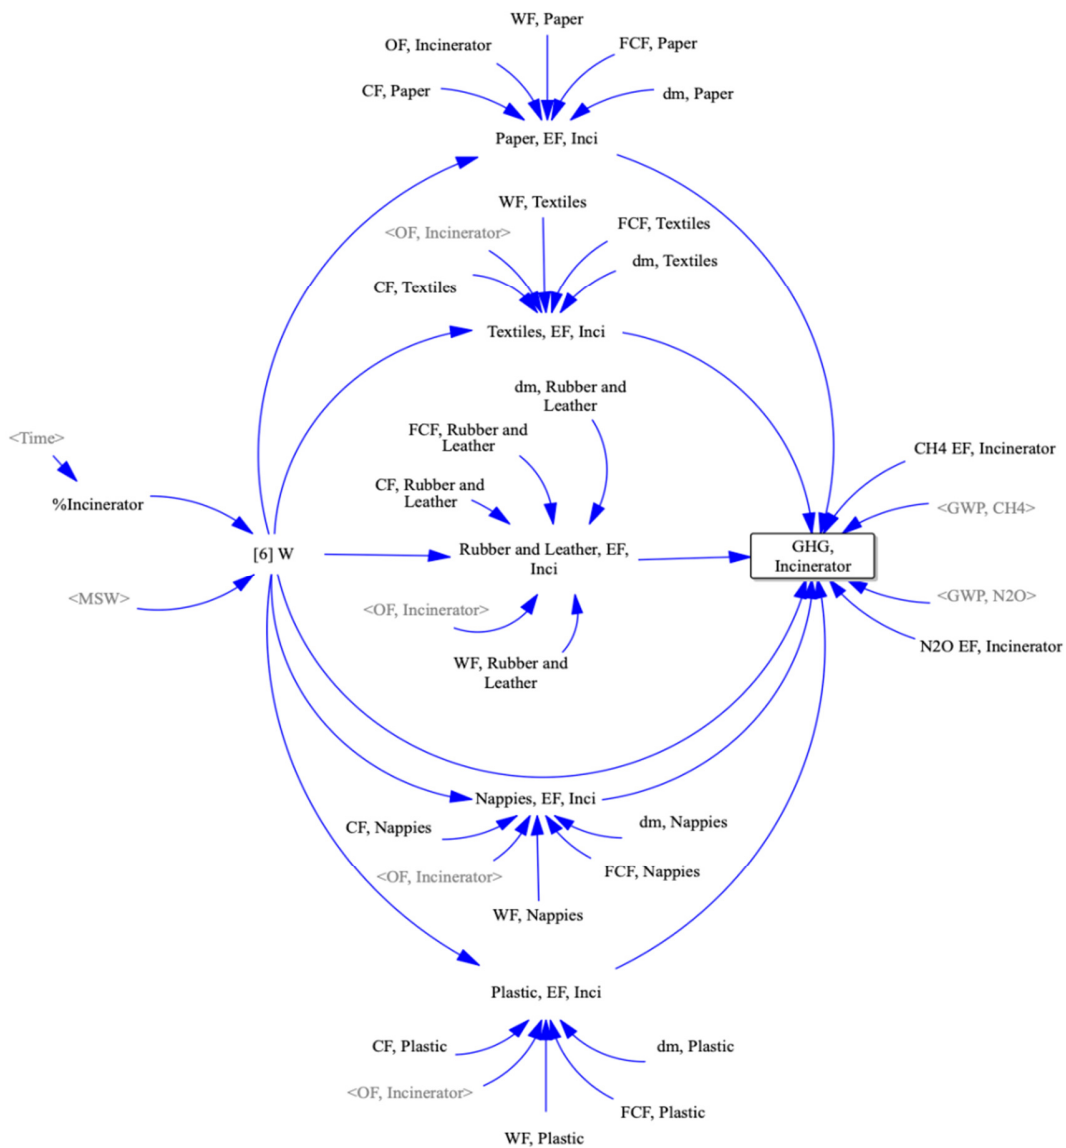 WF, Paper
OF, Incinerator
FCF, Paper
CF, Paper
dm, Paper
Paper, EF, Inci
WF, Textiles
<OF, Incinerator>
FCF, Textiles
dm, Textiles
CF, Textiles
Textiles, EF, Inci
dm, Rubber and
Leather
FCF, Rubber and
Leather
<Time>
CH4 EF, Incinerator
CF, Rubber and
Leather
%Incinerator
<GWP, CH4>
[6] W
Rubber and Leather, EF,
Inci
GHG,
Incinerator
<MSW>
<OF, Incinerator>
<GWP, N2O>
N2O EF, Incinerator
WF, Rubber and
Leather
Nappies, EF, Inci
CF, Nappies
dm, Nappies
<OF, Incinerator>
FCF, Nappies
WF, Nappies
Plastic, EF, Inci
CF, Plastic
dm, Plastic
<OF, Incinerator>
FCF, Plastic
WF, Plastic